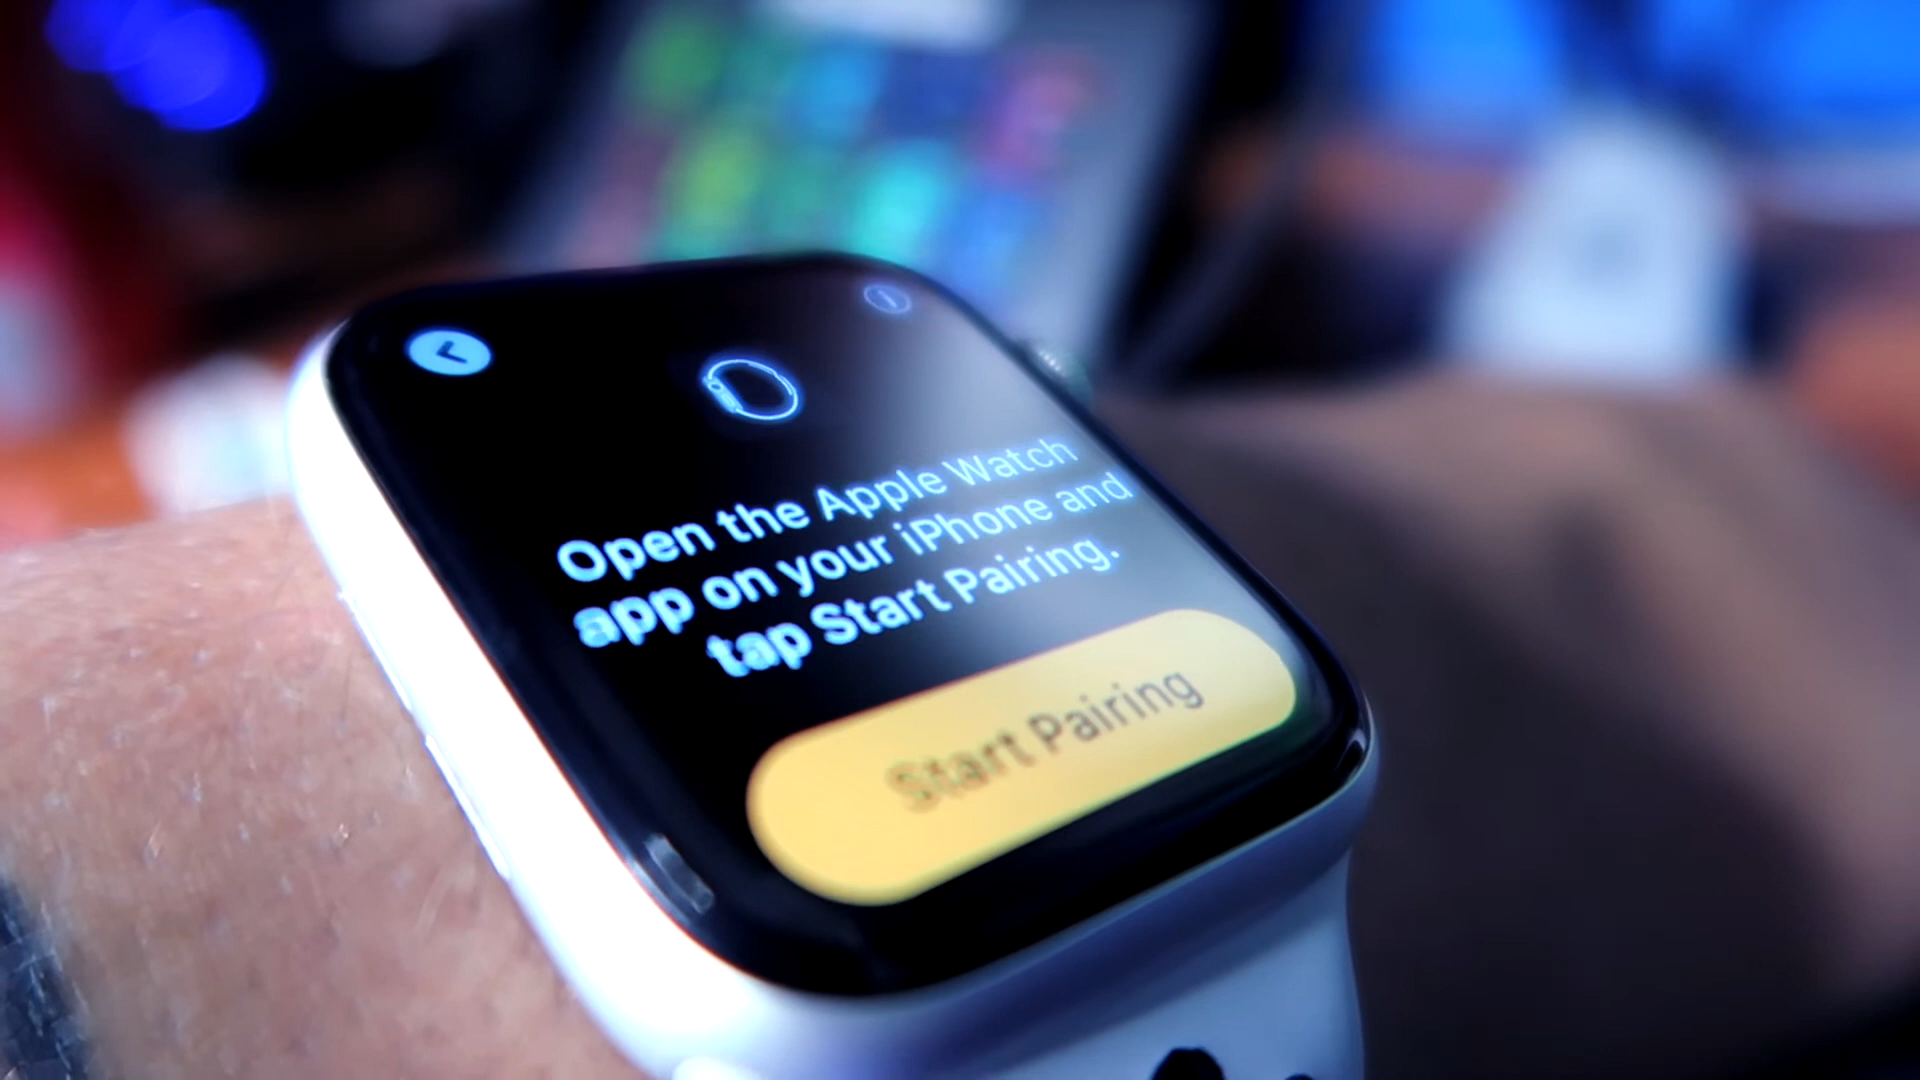 Open the Apple Watch
app on your iPhone and
tap Start Pairing.
Start Pairing